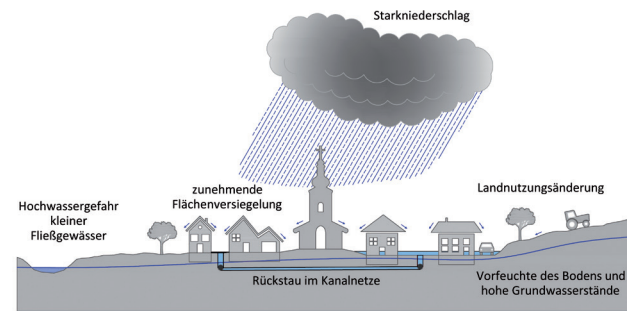 Starkniederschlag
zunehmende
Flächenversiegelung
Landnutzungsänderung
Hochwassergefahr
kleiner
Fließgewässer
Rückstau im Kanalnetze
Vorfeuchte des Bodens und
hohe Grundwasserstände